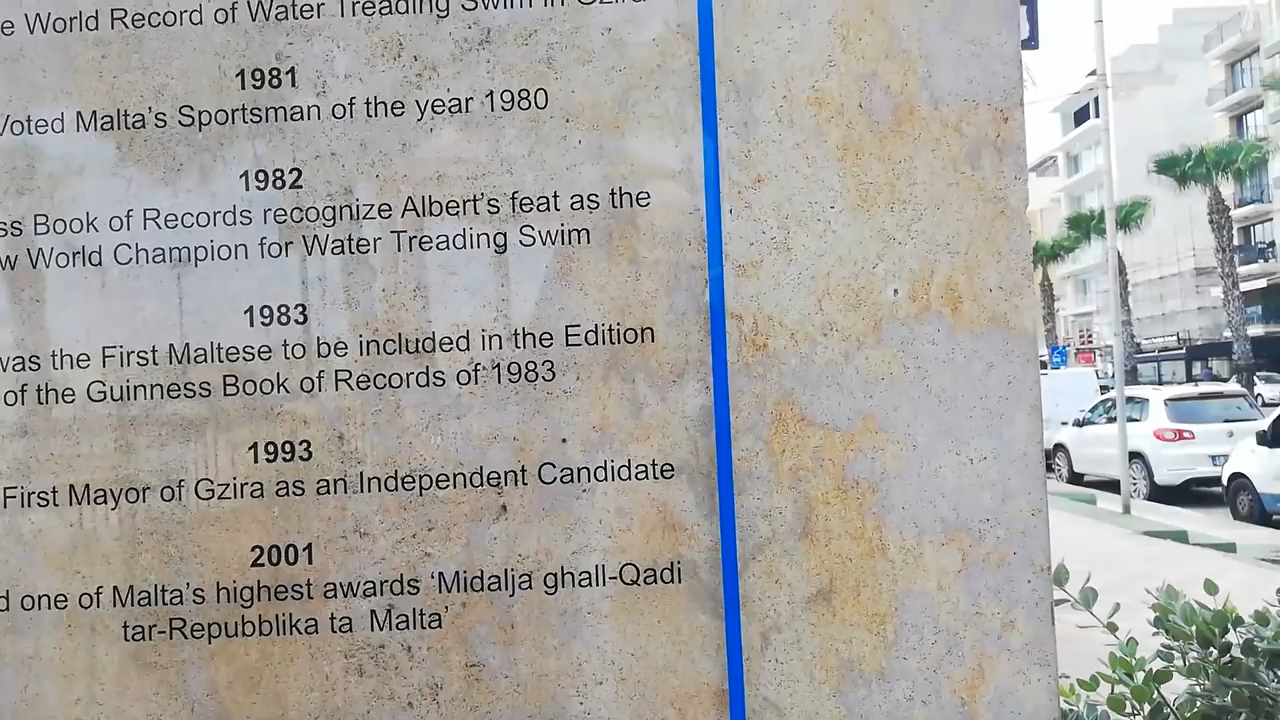 World Record of Water Treading Swim in Gzira
1981
Voted Malta's Sportsman of the year 1980
1982
Book of Records recognize Albert's feat as the
World Champion for Water Treading Swim
1983
was the First Maltese to be included in the Edition
of the Guinness Book of Records of 1983
1993
First Mayor of Gzira as an Independent Candidate
2001
one of Malta's highest awards ‘Midalja ghall-Qadi
tar-Repubblika ta Malta’